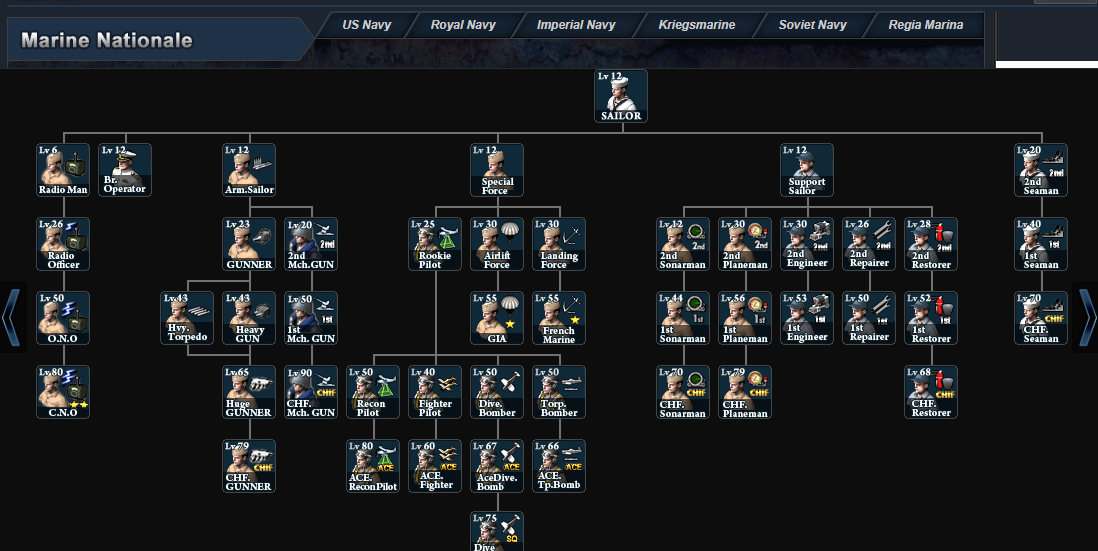 US Navy
Royal Navy
Imperial Navy
Kriegsmarine
Soviet Navy
Regia Marina
Marine Nationale
Lv 12
SAILOR
Lv 6
Radio Man
Lv 12
Br.
Operator
Lv 12
Arm.Sailor
Lv 12
Special
Force
Lv 12
Support
Sailor
Lv 20
2nd
2nd
Seaman
Lv 26
Radio
Officer
Lv 23
GUNNER
Lv 20
2nd
2nd
Mch.GUN
Lv 25
Rookie
Pilot
Lv 30
Airlift
Force
Lv 30
Landing
Force
Lv 12
2nd
2nd
Sonarman
Lv 30
2nd
2nd
Planeman
Lv 30
2nd
2nd
Engineer
Lv 26
2nd
2nd
Repairer
Lv 28
2nd
2nd
Restorer
Lv 40
1st
1st
Seaman
Lv 50
O.N.O
Lv 43
Hvy.
Torpedo
Lv 43
Heavy
GUN
Lv 50
1st
1st
Mch. GUN
Lv 55
GIA
Lv 55
French
Marine
Lv 44
1st
1st
Sonarman
Lv 56
1st
1st
Planeman
Lv 53
1st
1st
Engineer
Lv 50
1st
1st
Repairer
Lv 52
1st
1st
Restorer
Lv 70
CHIF
CHF.
Seaman
Lv 80
C.N.O
Lv 65
Huge
GUNNER
Lv 90
CHIF
CHF.
Mch. GUN
Lv 50
Recon
Pilot
Lv 40
Fighter
Pilot
Lv 50
Dive.
Bomber
Lv 50
Torp.
Bomber
Lv 70
CHIF
CHF.
Sonarman
Lv 79
CHIF
CHF.
Planeman
Lv 68
CHIF
CHF.
Restorer
Lv 79
CHIF
CHF.
GUNNER
Lv 80
ACE
ACE.
ReconPilot
Lv 60
ACE
ACE.
Fighter
Lv 67
ACE
AceDive.
Bomb
Lv 66
ACE
ACE.
Tp.Bomb
Lv 75
SQ
Dive